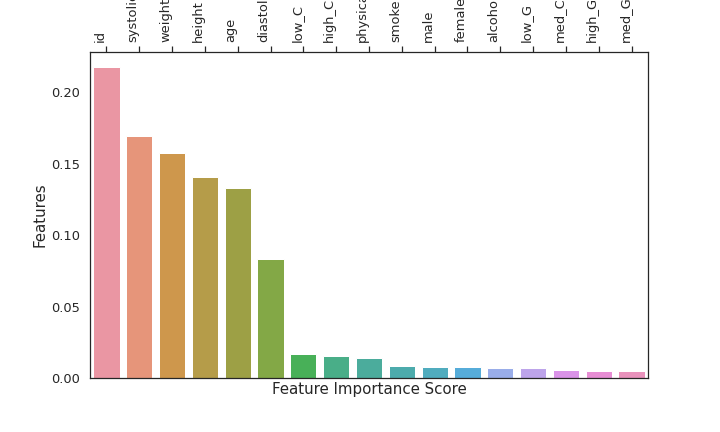 id
systolic
weight
height
age
diastol
low_C
high_C
physica
smoke
male
female
alcoho
low_G
med_C
high_G
med_G
0.20
0.15
0.10
0.05
0.00
Features
Feature Importance Score